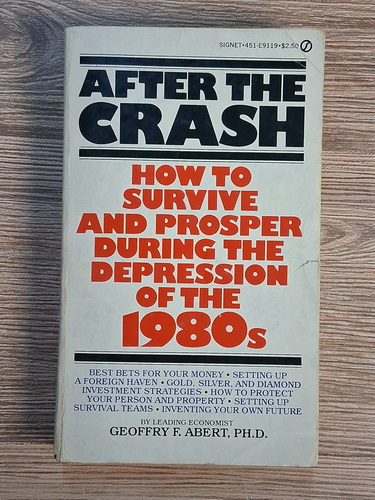 SIGNET•451-E9119•$2.50
AFTER THE
CRASH
HOW TO
SURVIVE
AND PROSPER
DURING THE
DEPRESSION
OF THE
1980s
BEST BETS FOR YOUR MONEY • SETTING UP
A FOREIGN HAVEN • GOLD, SILVER, AND DIAMOND
INVESTMENT STRATEGIES • HOW TO PROTECT
YOUR PERSON AND PROPERTY • SETTING UP
SURVIVAL TEAMS • INVENTING YOUR OWN FUTURE
BY LEADING ECONOMIST
GEOFFRY F. ABERT, PH.D.